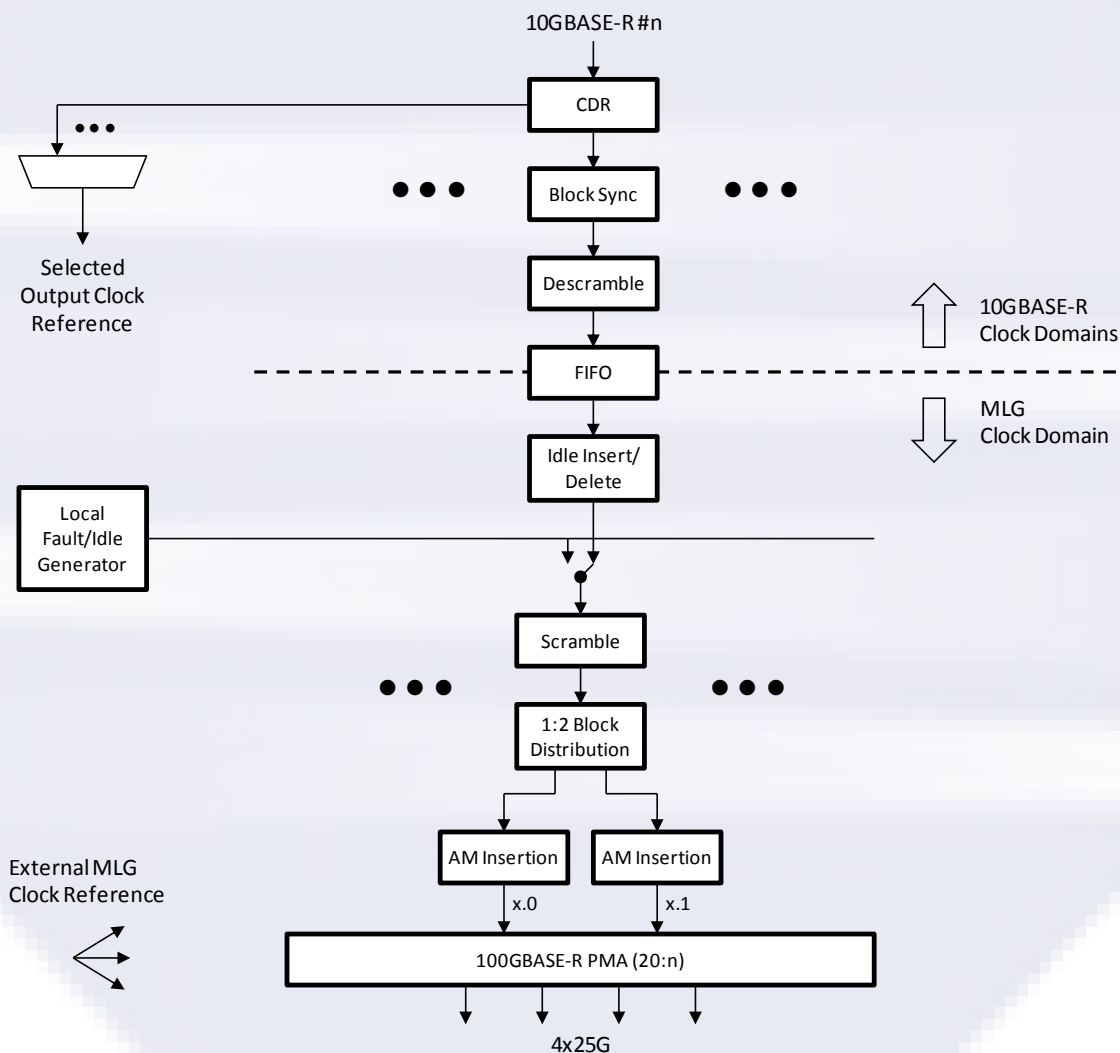 10GBASE-R #n
CDR
Block Sync
Selected
Output Clock
Reference
Descramble
10GBASE-R
Clock Domains
FIFO
MLG
Clock Domain
Idle Insert/
Delete
Local
Fault/Idle
Generator
Scramble
1:2 Block
Distribution
AM Insertion
AM Insertion
External MLG
Clock Reference
x.0
x.1
100GBASE-R PMA (20:n)
4x25G